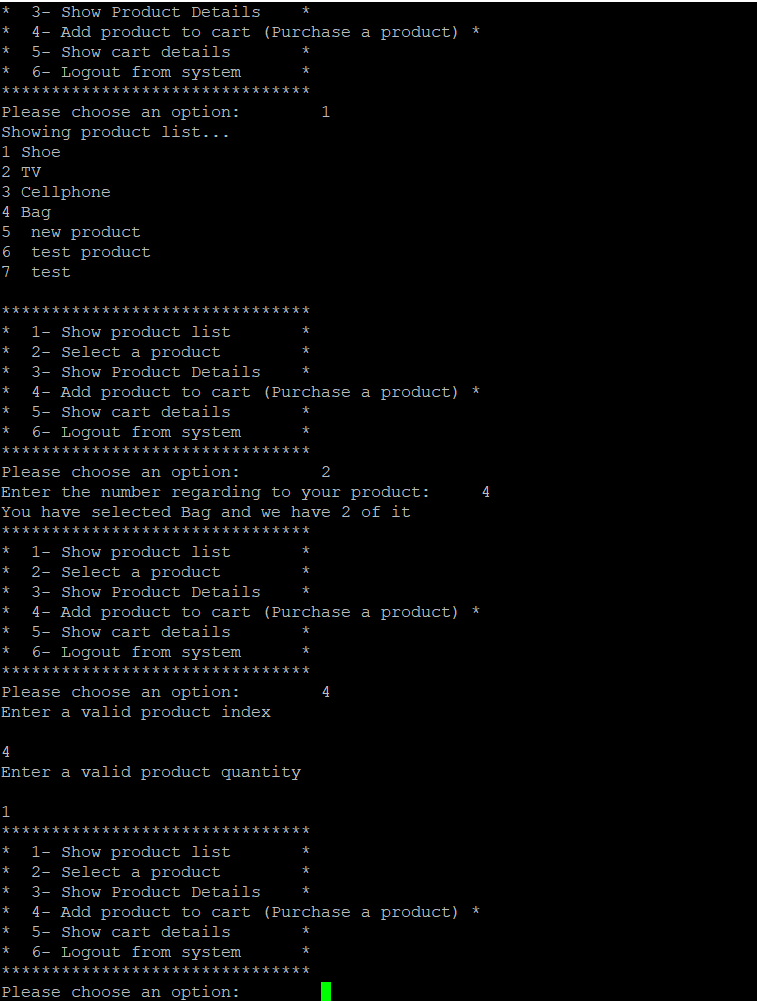 *  3- Show Product Details    *
*  4- Add product to cart (Purchase a product) *
*  5- Show cart details       *
*  6- Logout from system      *
*******************************
Please choose an option:        1
Showing product list...
1 Shoe
2 TV
3 Cellphone
4 Bag
5  new product
6  test product
7  test
*******************************
*  1- Show product list       *
*  2- Select a product        *
*  3- Show Product Details    *
*  4- Add product to cart (Purchase a product) *
*  5- Show cart details       *
*  6- Logout from system      *
*******************************
Please choose an option:        2
Enter the number regarding to your product:     4
You have selected Bag and we have 2 of it
*******************************
*  1- Show product list       *
*  2- Select a product        *
*  3- Show Product Details    *
*  4- Add product to cart (Purchase a product) *
*  5- Show cart details       *
*  6- Logout from system      *
*******************************
Please choose an option:        4
Enter a valid product index
4
Enter a valid product quantity
1
*******************************
*  1- Show product list       *
*  2- Select a product        *
*  3- Show Product Details    *
*  4- Add product to cart (Purchase a product) *
*  5- Show cart details       *
*  6- Logout from system      *
*******************************
Please choose an option: